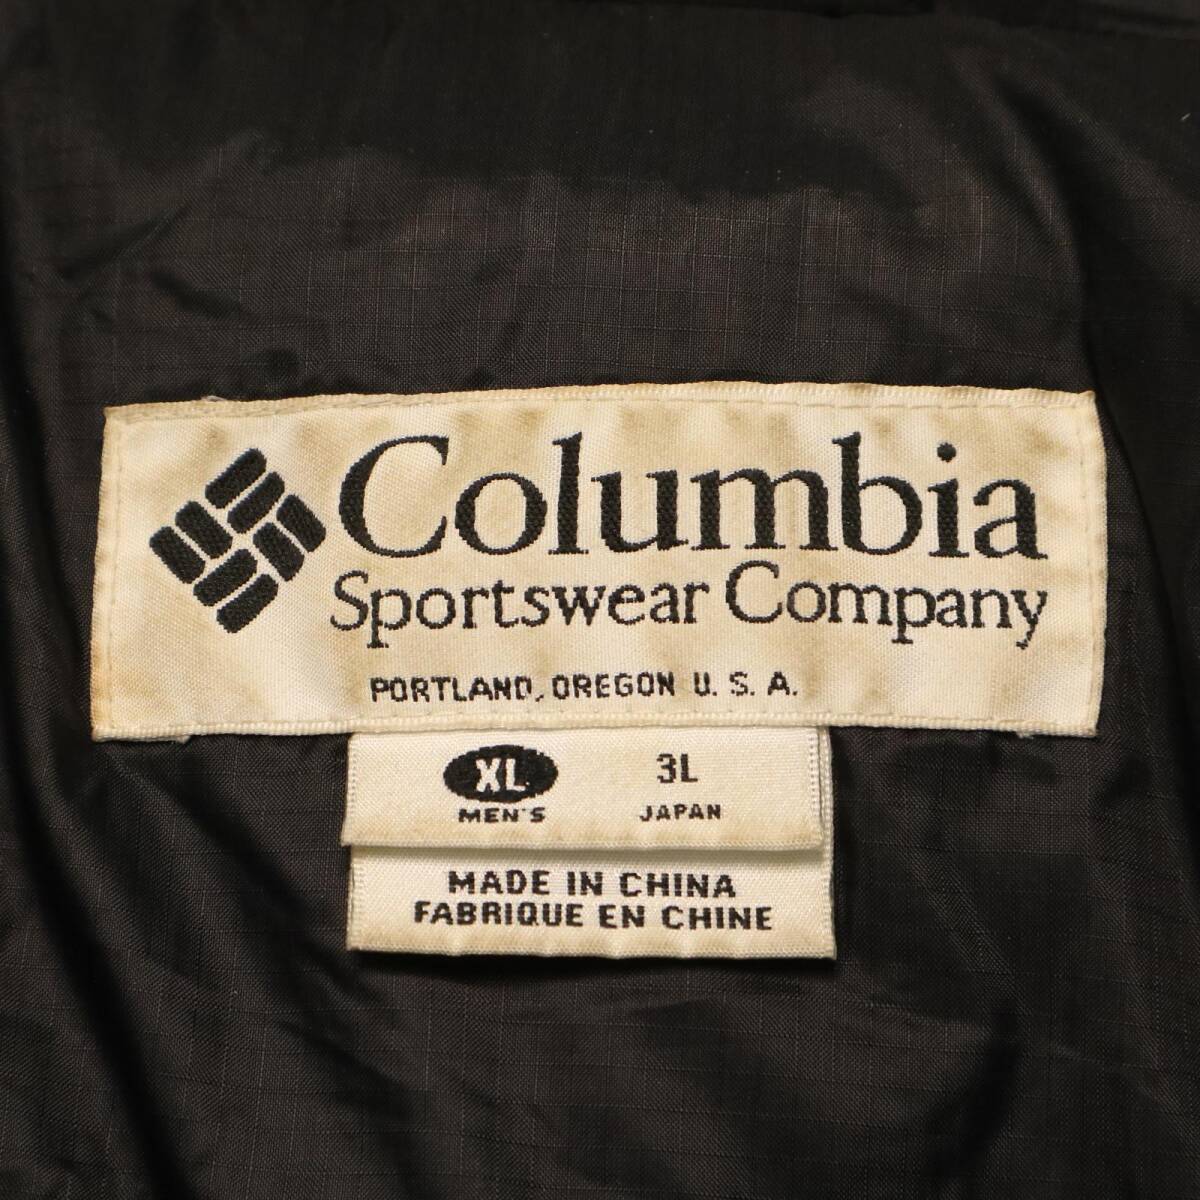 Columbia
Sportswear Company
PORTLAND, OREGON U. S. A.
XL 3L
MEN'S JAPAN
MADE IN CHINA
FABRIQUE EN CHINE